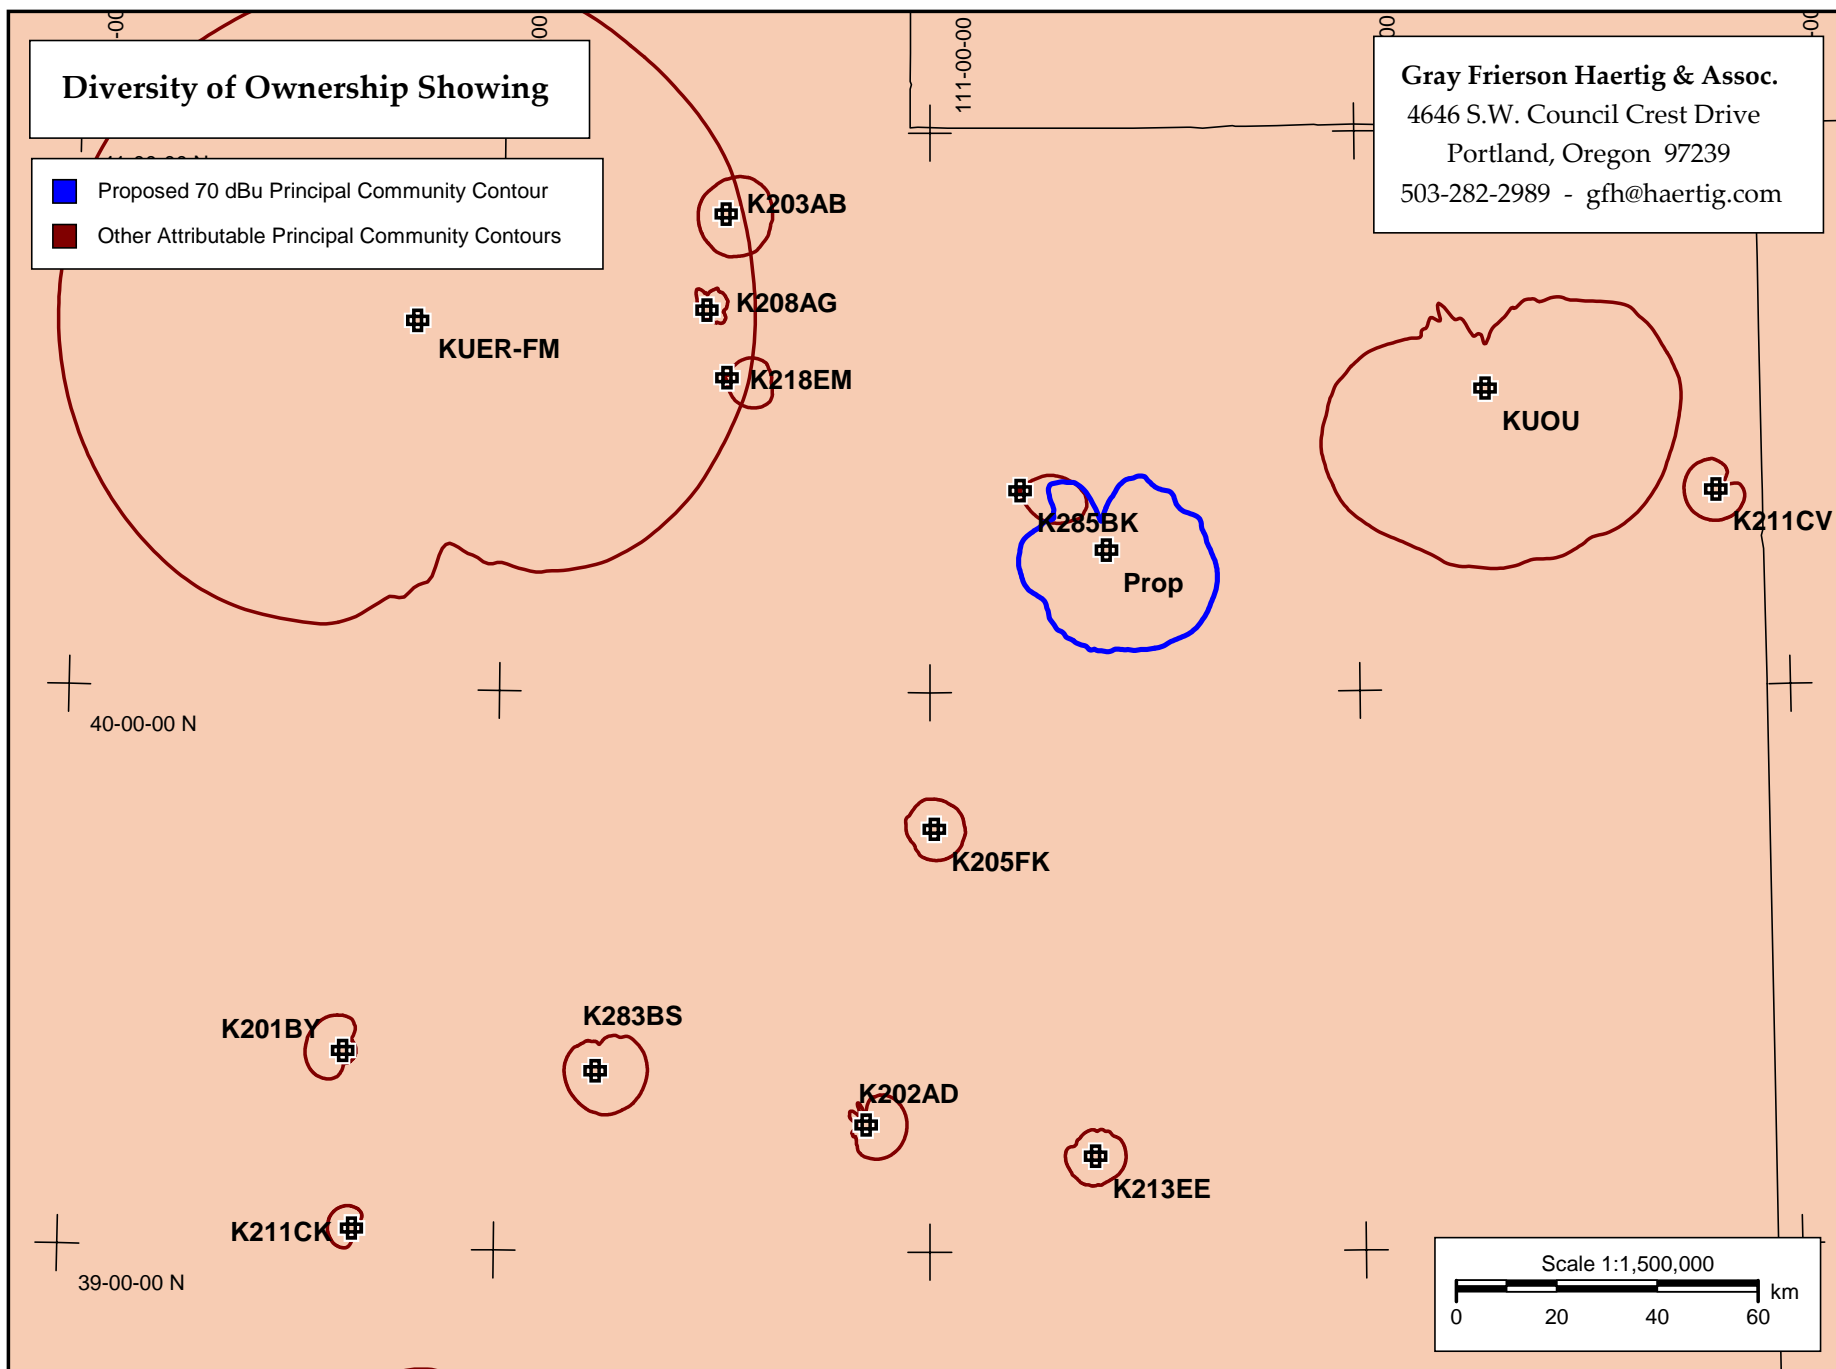 Diversity of Ownership Showing
Proposed 70 dBu Principal Community Contour
Other Attributable Principal Community Contours
111-00-00
Gray Frierson Haertig & Assoc.
4646 S.W. Council Crest Drive
Portland, Oregon 97239
503-282-2989 - gfh@haertig.com
K203AB
K208AG
KUER-FM
K218EM
KUOU
K285BK
K211CV
Prop
40-00-00 N
K205FK
K201BY
K283BS
K202AD
K213EE
K211CK
39-00-00 N
Scale 1:1,500,000
km
0 20 40 60